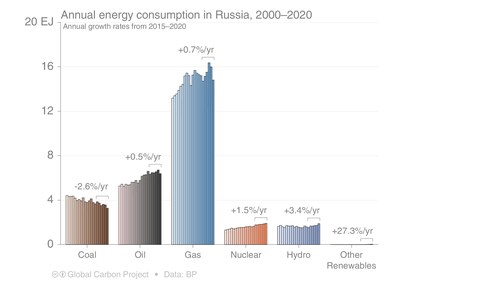 Annual energy consumption in Russia, 2000–2020
20 EJ
Annual growth rates from 2015–2020
+0.7%/yr
16
12
8
+0.5%/yr
-2.6%/yr
4
+1.5%/yr
+3.4%/yr
+27.3%/yr
0
Coal
Oil
Gas
Nuclear
Hydro
Other
Renewables
Global Carbon Project • Data: BP